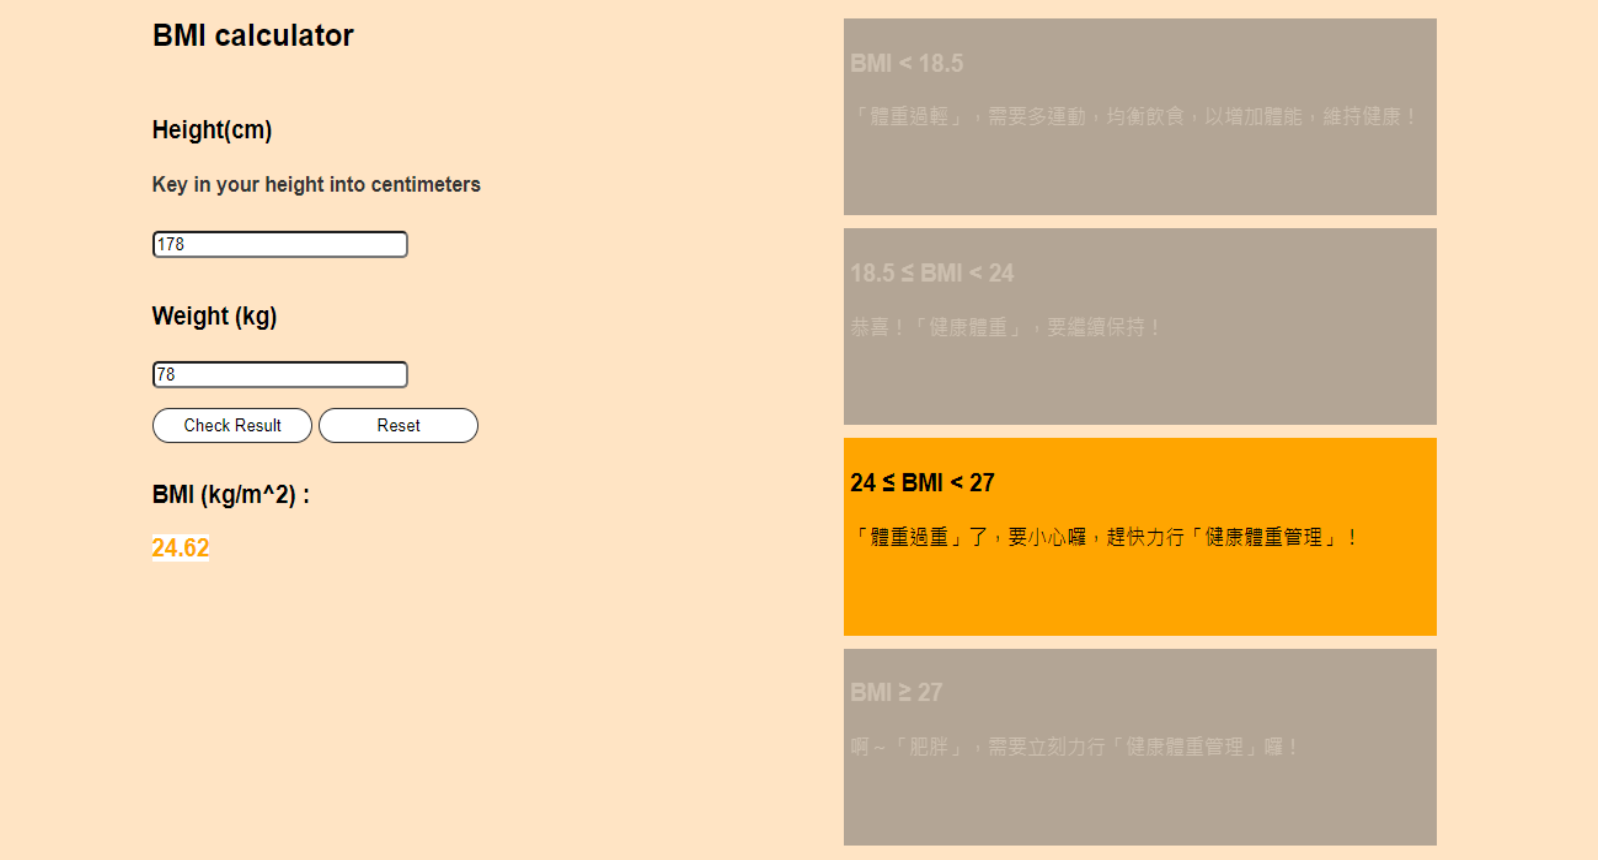 BMI calculator
Height(cm)
Key in your height into centimeters
178
Weight (kg)
78
Check Result
Reset
BMI (kg/m^2) :
24.62
BMI < 18.5
「體重過輕」，需要多運動，均衡飲食，以增加體能，維持健康！
18.5 ≤ BMI < 24
恭喜！「健康體重」，要繼續保持！
24 ≤ BMI < 27
「體重過重」了，要小心囉，趕快力行「健康體重管理」！
BMI ≥ 27
啊～「肥胖」，需要立刻力行「健康體重管理」囉！